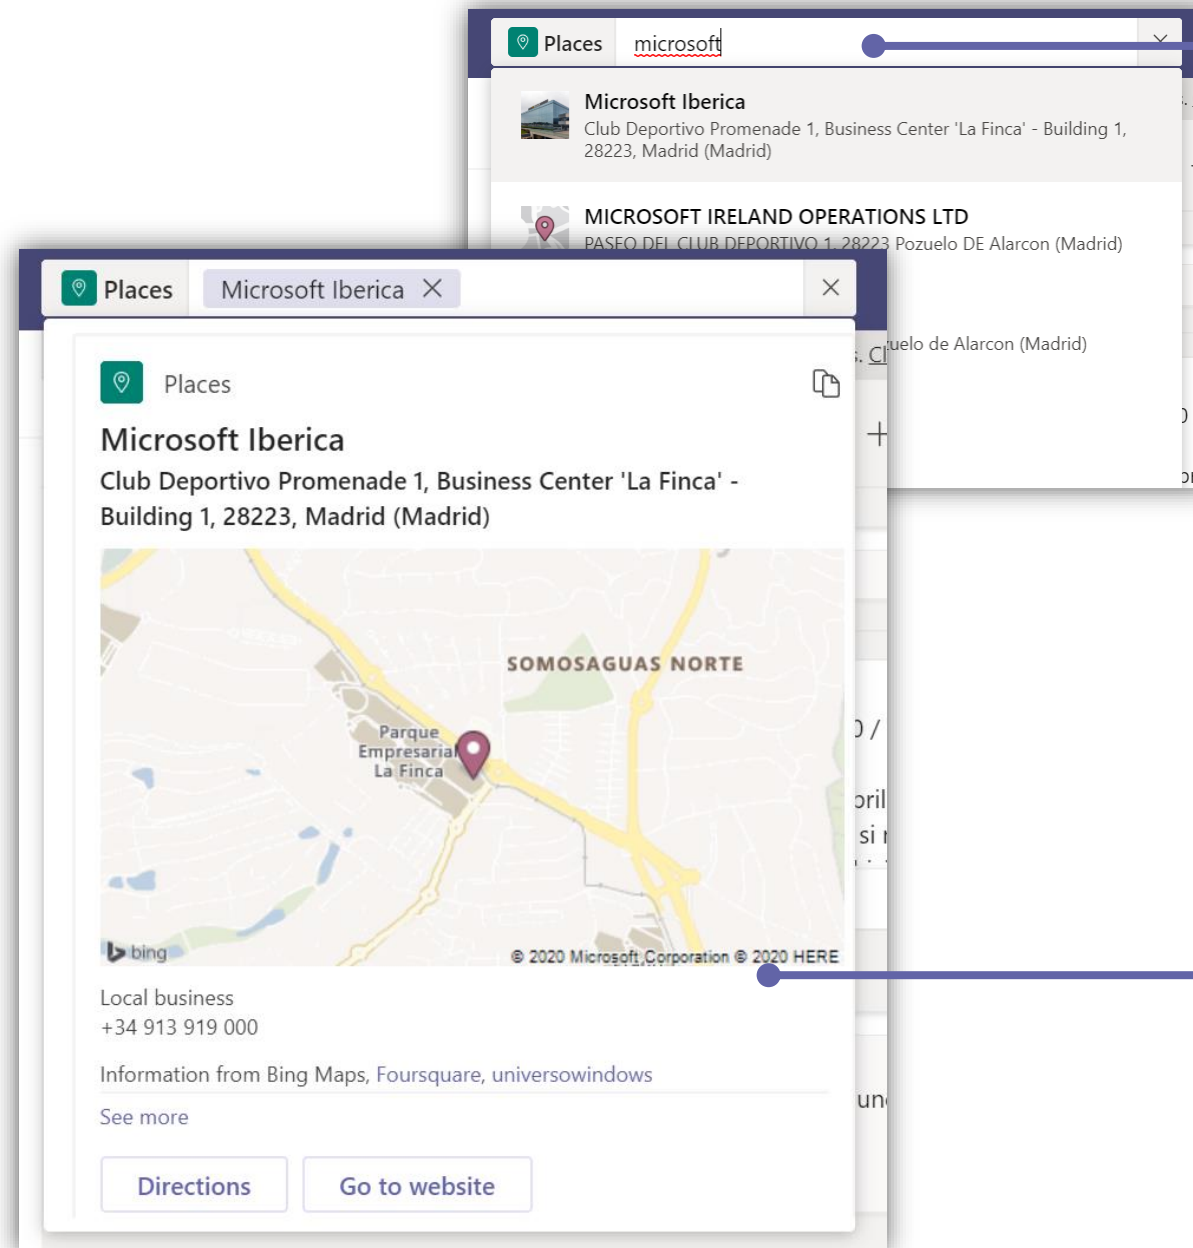 Places microsoft
Microsoft Iberica
Club Deportivo Promenade 1, Business Center 'La Finca' - Building 1,
28223, Madrid (Madrid)
MICROSOFT IRELAND OPERATIONS LTD
PASEO DEL CLUB DEPORTIVO 1, 28223 Pozuelo DE Alarcon (Madrid)
de Alarcon (Madrid)
Places Microsoft Iberica
Places
Microsoft Iberica
Club Deportivo Promenade 1, Business Center 'La Finca' -
Building 1, 28223, Madrid (Madrid)
SOMOSAGUAS NORTE
Parque
Empresarial
La Finca
bing
© 2020 Microsoft Corporation © 2020 HERE
Local business
+34 913 919 000
Information from Bing Maps, Foursquare, universowindows
See more
Directions
Go to website